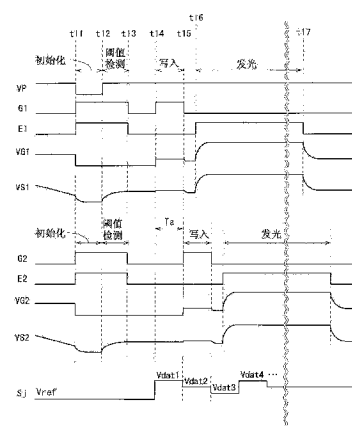 t16
t11 t12 t13 t14 t15 t17
初始化 阈值检测 写入 发光
VP
G1
E1
VG1
VS1
初始化 阈值检测 Ta 写入 发光
G2
E2
VG2
VS2
Sj Vref Vdat1 Vdat2 Vdat3 Vdat4 ···